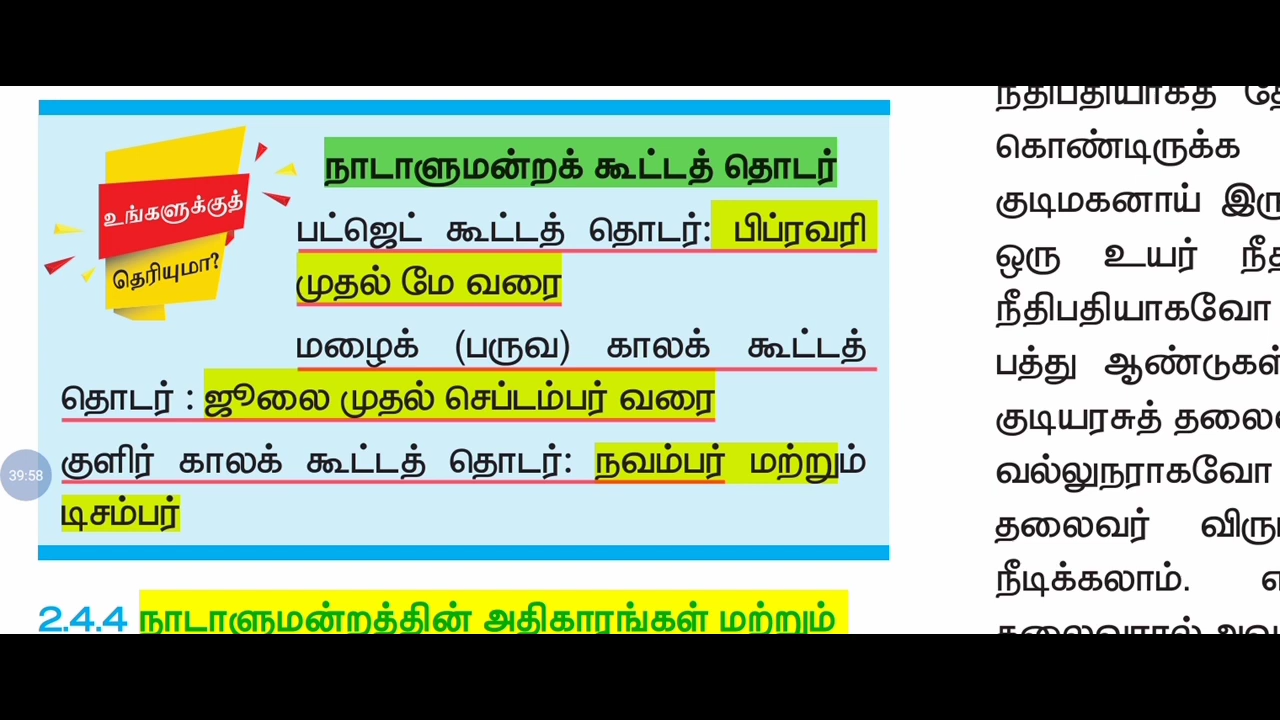 உங்களுக்குத்
தெரியுமா?
நாடாளுமன்றக் கூட்டத் தொடர்
பட்ஜெட் கூட்டத் தொடர்: பிப்ரவரி
முதல் மே வரை
மழைக் (பருவ) காலக் கூட்டத்
தொடர் : ஜூலை முதல் செப்டம்பர் வரை
குளிர் காலக் கூட்டத் தொடர்: நவம்பர் மற்றும்
டிசம்பர்
39:58
2.4.4 நாடாளுமன்றத்தின் அதிகாரங்கள் மற்றும்
நீதிபதியாகத்
கொண்டிருக்க
குடிமகனாய்
ஒரு உயர்
நீதிபதியாகவோ
பத்து ஆண்டுகள்
குடியரசுத்
வல்லுநராகவோ
தலைவர்
நீடிக்கலாம்.